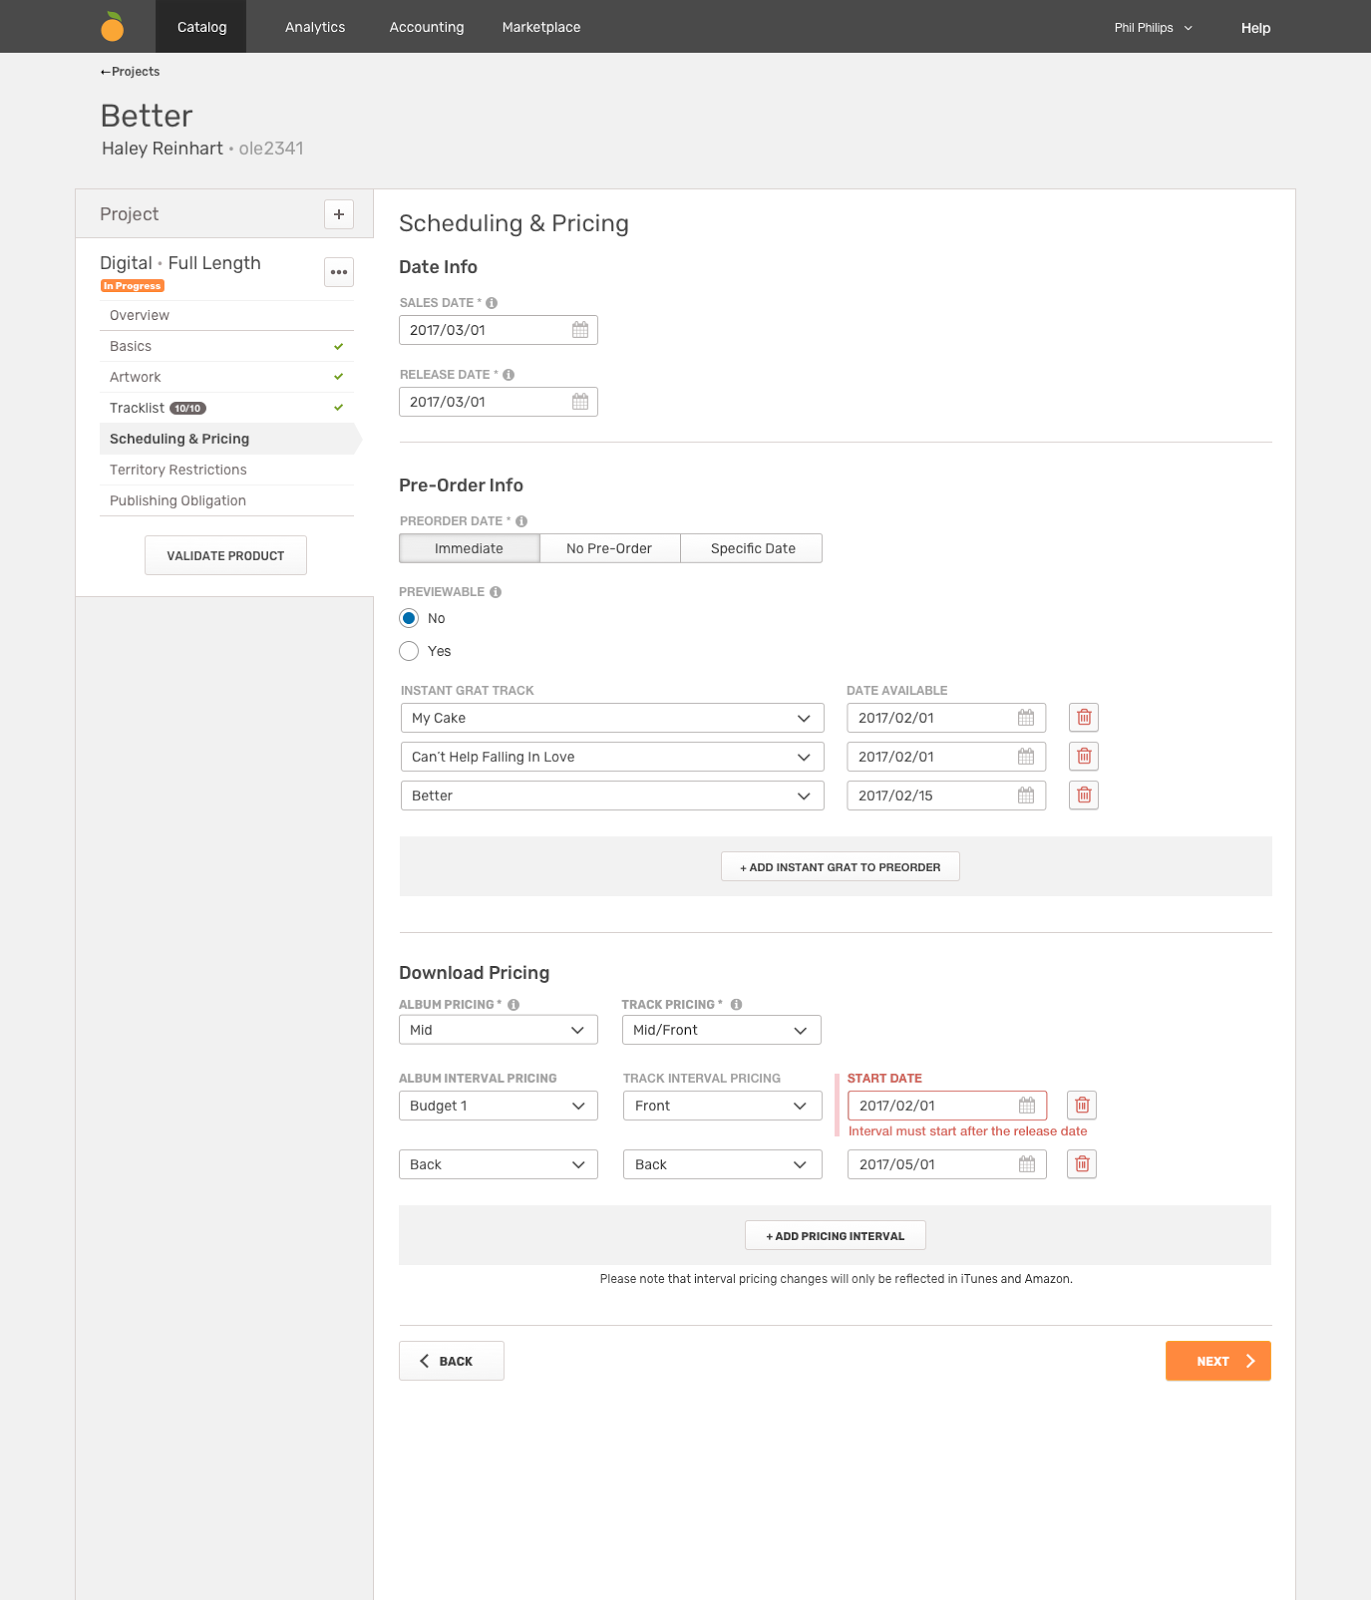 Catalog
Analytics
Accounting
Marketplace
Phil Philips
Help
←Projects
Better
Haley Reinhart • ole2341
Project
+
Digital • Full Length
In Progress
Overview
Basics
Artwork
Tracklist 10/10
Scheduling & Pricing
Territory Restrictions
Publishing Obligation
VALIDATE PRODUCT
Scheduling & Pricing
Date Info
SALES DATE *
2017/03/01
RELEASE DATE *
2017/03/01
Pre-Order Info
PREORDER DATE *
Immediate No Pre-Order Specific Date
PREVIEWABLE
No
Yes
INSTANT GRAT TRACK DATE AVAILABLE
My Cake 2017/02/01
Can't Help Falling In Love 2017/02/01
Better 2017/02/15
+ ADD INSTANT GRAT TO PREORDER
Download Pricing
ALBUM PRICING * TRACK PRICING *
Mid Mid/Front
ALBUM INTERVAL PRICING TRACK INTERVAL PRICING START DATE
Budget 1 Front 2017/02/01
Interval must start after the release date
Back Back 2017/05/01
+ ADD PRICING INTERVAL
Please note that interval pricing changes will only be reflected in iTunes and Amazon.
BACK
NEXT